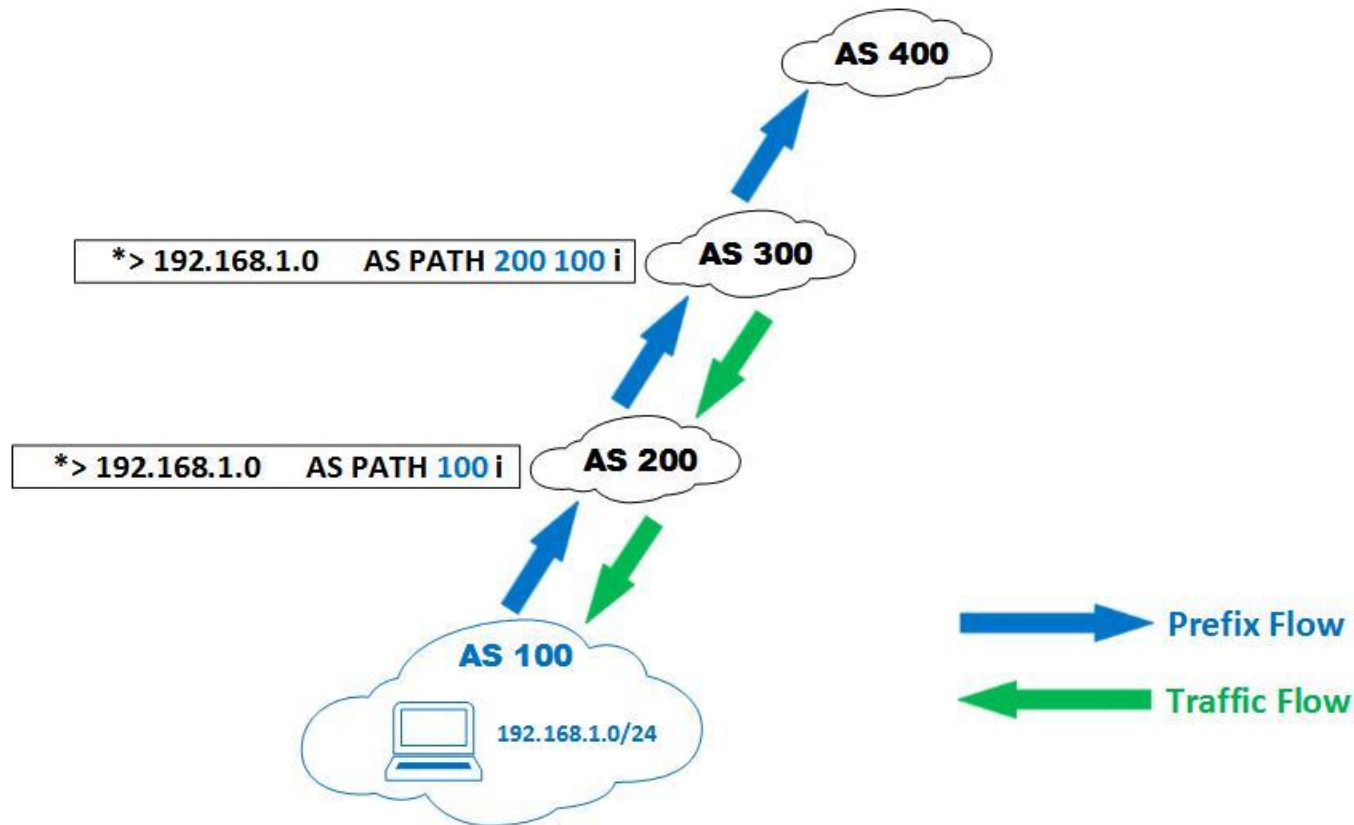 AS 400
*> 192.168.1.0 AS PATH 200 100 i
AS 300
*> 192.168.1.0 AS PATH 100 i
AS 200
AS 100
192.168.1.0/24
Prefix Flow
Traffic Flow